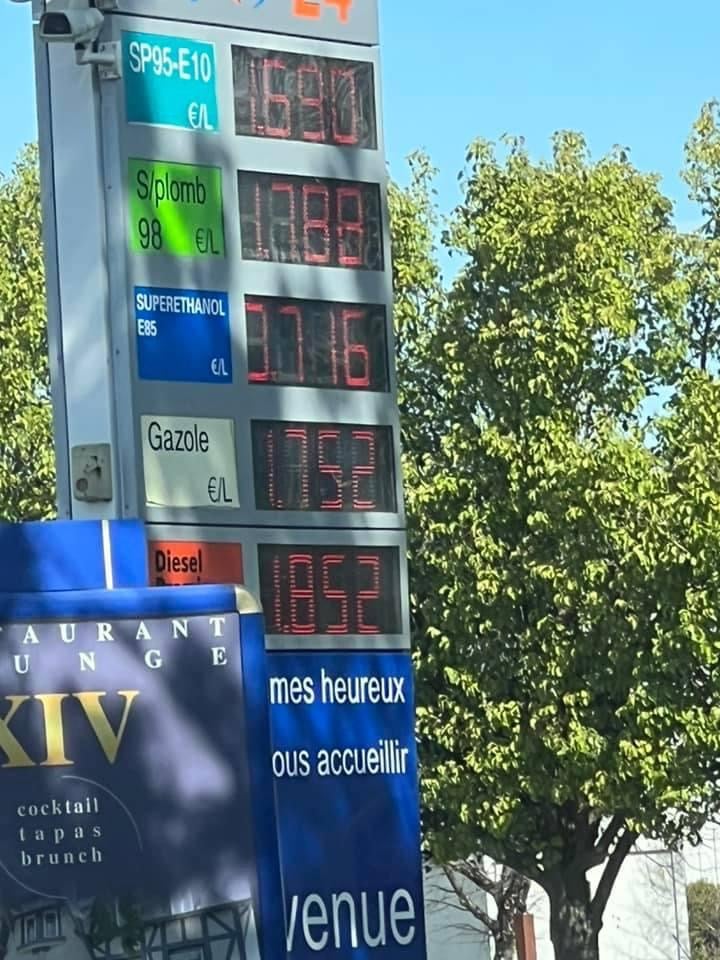 24
SP95-E10
€/L
1.690
S/plomb
98 €/L
1.788
SUPERETHANOL
E85
€/L
0.716
Gazole
€/L
1.752
Diesel
1.852
AURANT
UNGE
XIV
cocktail
tapas
brunch
mes heureux
ous accueillir
venue